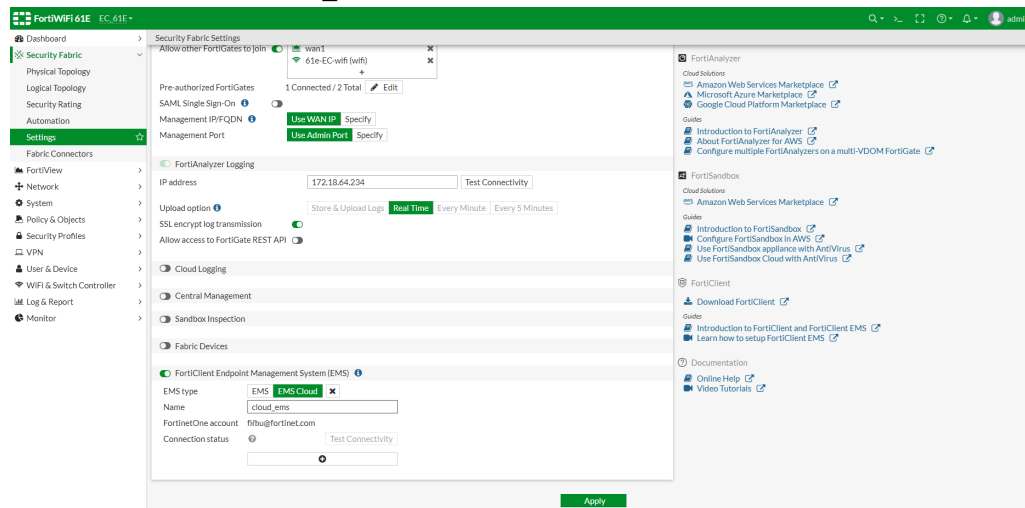 FortiWiFi 61E EC_61E
admi
Dashboard
Security Fabric
Physical Topology
Logical Topology
Security Rating
Automation
Settings
Fabric Connectors
FortiView
Network
System
Policy & Objects
Security Profiles
VPN
User & Device
WiFi & Switch Controller
Log & Report
Monitor
Security Fabric Settings
Allow other FortiGates to join
wan1
61e-EC-wifi (wifi)
Pre-authorized FortiGates 1 Connected / 2 Total Edit
SAML Single Sign-On
Management IP/FQDN Use WAN IP Specify
Management Port Use Admin Port Specify
FortiAnalyzer Logging
IP address 172.18.64.234 Test Connectivity
Upload option Store & Upload Logs Real Time Every Minute Every 5 Minutes
SSL encrypt log transmission
Allow access to FortiGate REST API
Cloud Logging
Central Management
Sandbox Inspection
Fabric Devices
FortiClient Endpoint Management System (EMS)
EMS type EMS EMS Cloud
Name cloud_ems
FortinetOne account
Connection status Test Connectivity
Apply
FortiAnalyzer
Cloud Solutions
Amazon Web Services Marketplace
Microsoft Azure Marketplace
Google Cloud Platform Marketplace
Guides
Introduction to FortiAnalyzer
About FortiAnalyzer for AWS
Configure multiple FortiAnalyzers on a multi-VDOM FortiGate
FortiSandbox
Cloud Solutions
Amazon Web Services Marketplace
Guides
Introduction to FortiSandbox
Configure FortiSandbox in AWS
Use FortiSandbox appliance with AntiVirus
Use FortiSandbox Cloud with AntiVirus
FortiClient
Download FortiClient
Guides
Introduction to FortiClient and FortiClient EMS
Learn how to setup FortiClient EMS
Documentation
Online Help
Video Tutorials